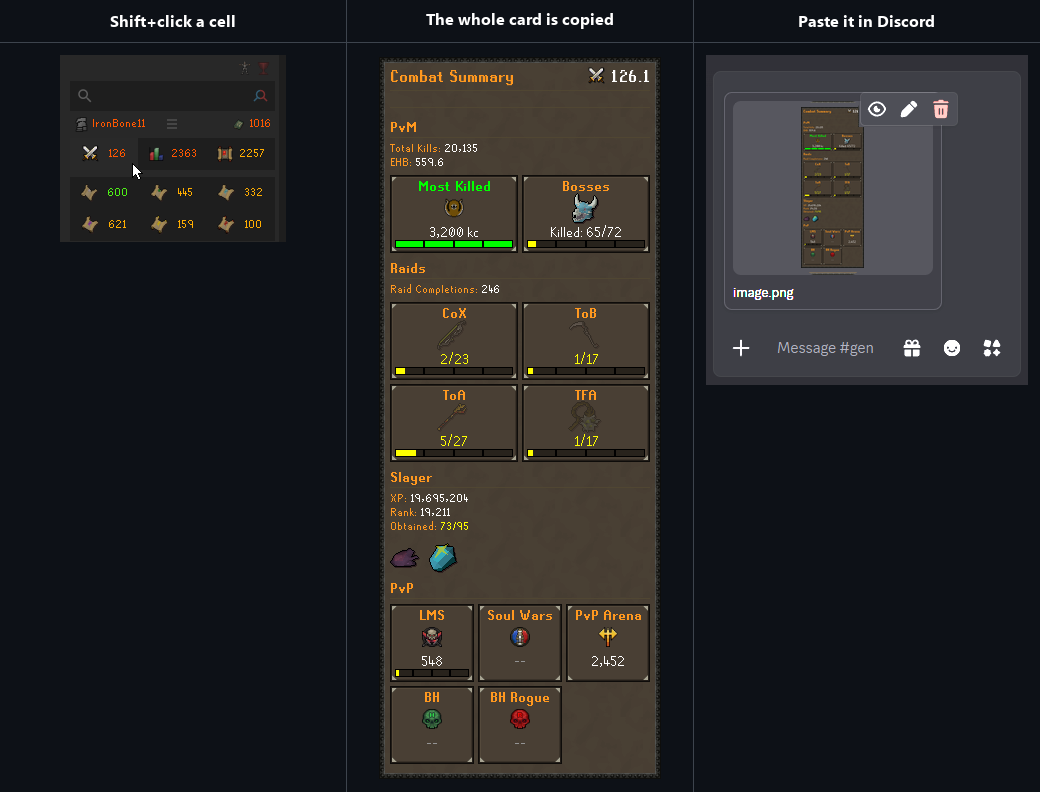 Shift+click a cell
The whole card is copied
Paste it in Discord
IronBone11
1016
126
2363
2257
600
445
332
621
159
100
Combat Summary
126.1
PvM
Total Kills: 20,135
EHB: 559.6
Most Killed
3,200 kc
Bosses
Killed: 65/72
Raids
Raid Completions: 246
CoX
2/23
ToB
1/17
ToA
5/27
TFA
1/17
Slayer
XP: 19,695,204
Rank: 19,211
Obtained: 73/95
PvP
LMS
548
Soul Wars
--
PvP Arena
2,452
BH
--
BH Rogue
--
image.png
Message #gen